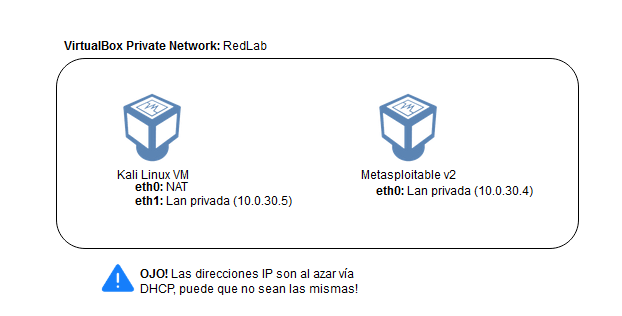 VirtualBox Private Network: RedLab
Kali Linux VM
eth0: NAT
eth1: Lan privada (10.0.30.5)
Metasploitable v2
eth0: Lan privada (10.0.30.4)
OJO! Las direcciones IP son al azar vía
DHCP, puede que no sean las mismas!